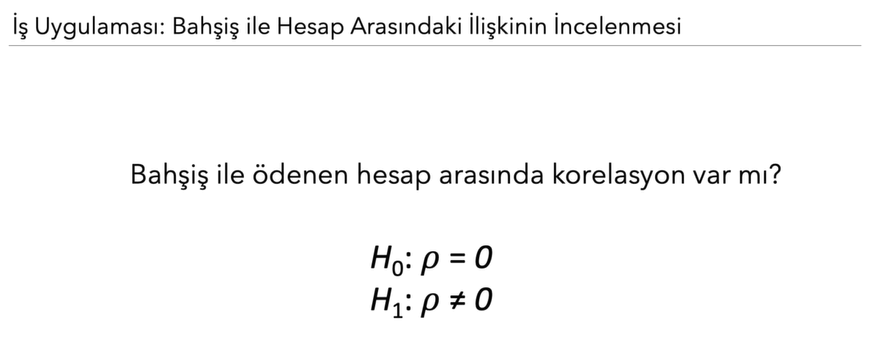 İş Uygulaması: Bahşiş ile Hesap Arasındaki İlişkinin İncelenmesi
Bahşiş ile ödenen hesap arasında korelasyon var mı?
H₀: ρ = 0
H₁: ρ ≠ 0